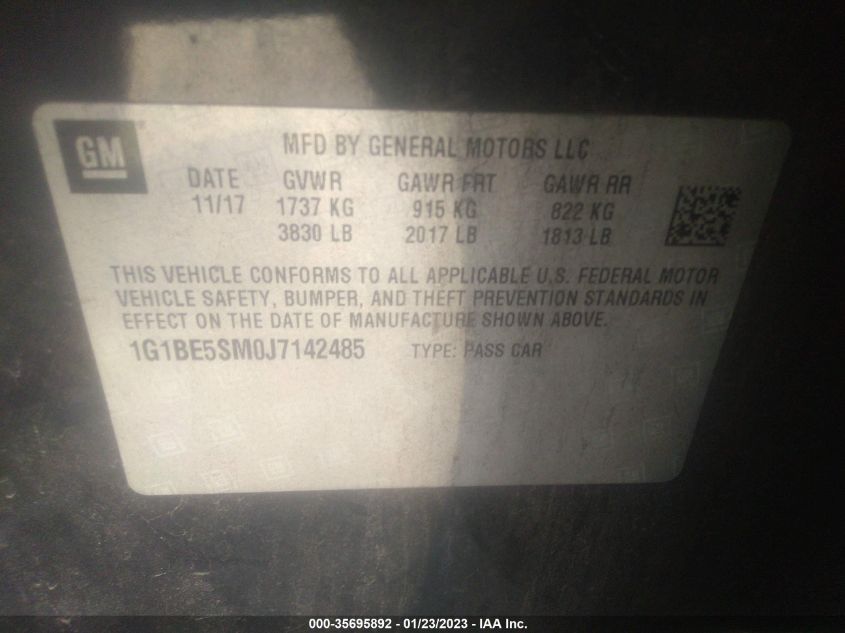 GM
MFD BY GENERAL MOTORS LLC
DATE GVWR GAWR FRT GAWR RR
11/17 1737 KG 915 KG 822 KG
3830 LB 2017 LB 1813 LB
THIS VEHICLE CONFORMS TO ALL APPLICABLE U.S. FEDERAL MOTOR
VEHICLE SAFETY, BUMPER, AND THEFT PREVENTION STANDARDS IN
EFFECT ON THE DATE OF MANUFACTURE SHOWN ABOVE.
1G1BE5SM0J7142485 TYPE: PASS CAR
000-35695892 - 01/23/2023 - IAA Inc.